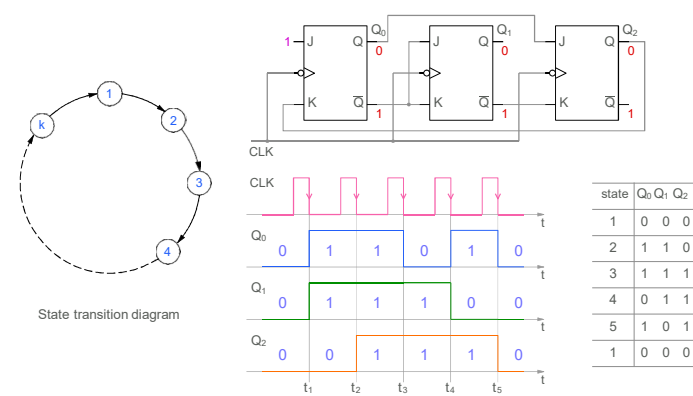 Q0 Q1 Q2
1 J Q 0 J Q 0 J Q 0
K Q̅ 1 K Q̅ 1 K Q̅ 1
CLK
1
2
3
4
k
State transition diagram
CLK t
Q0 0 1 1 0 1 0 t
Q1 0 1 1 1 0 0 t
Q2 0 0 1 1 1 0 t
t1 t2 t3 t4 t5
state Q0 Q1 Q2
1 0 0 0
2 1 1 0
3 1 1 1
4 0 1 1
5 1 0 1
1 0 0 0